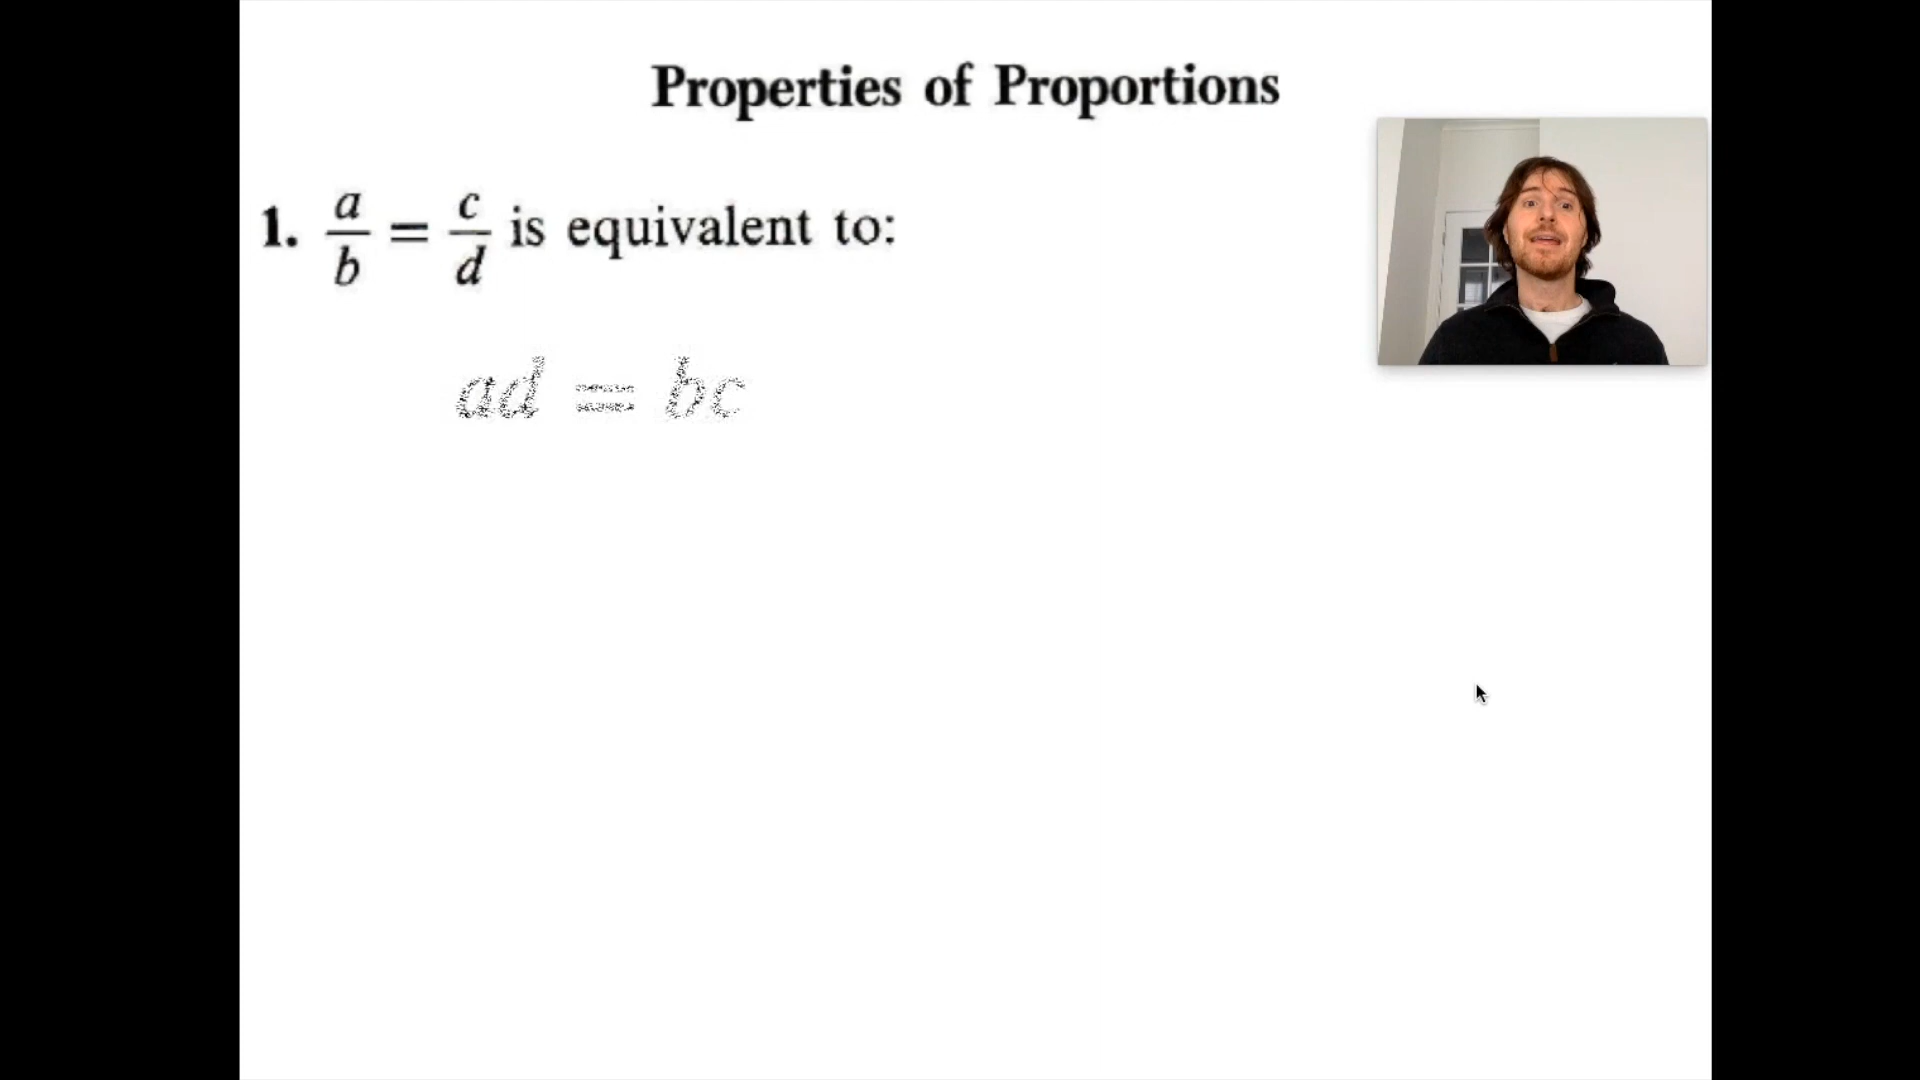 Properties of Proportions
1. a/b = c/d is equivalent to:
ad = bc